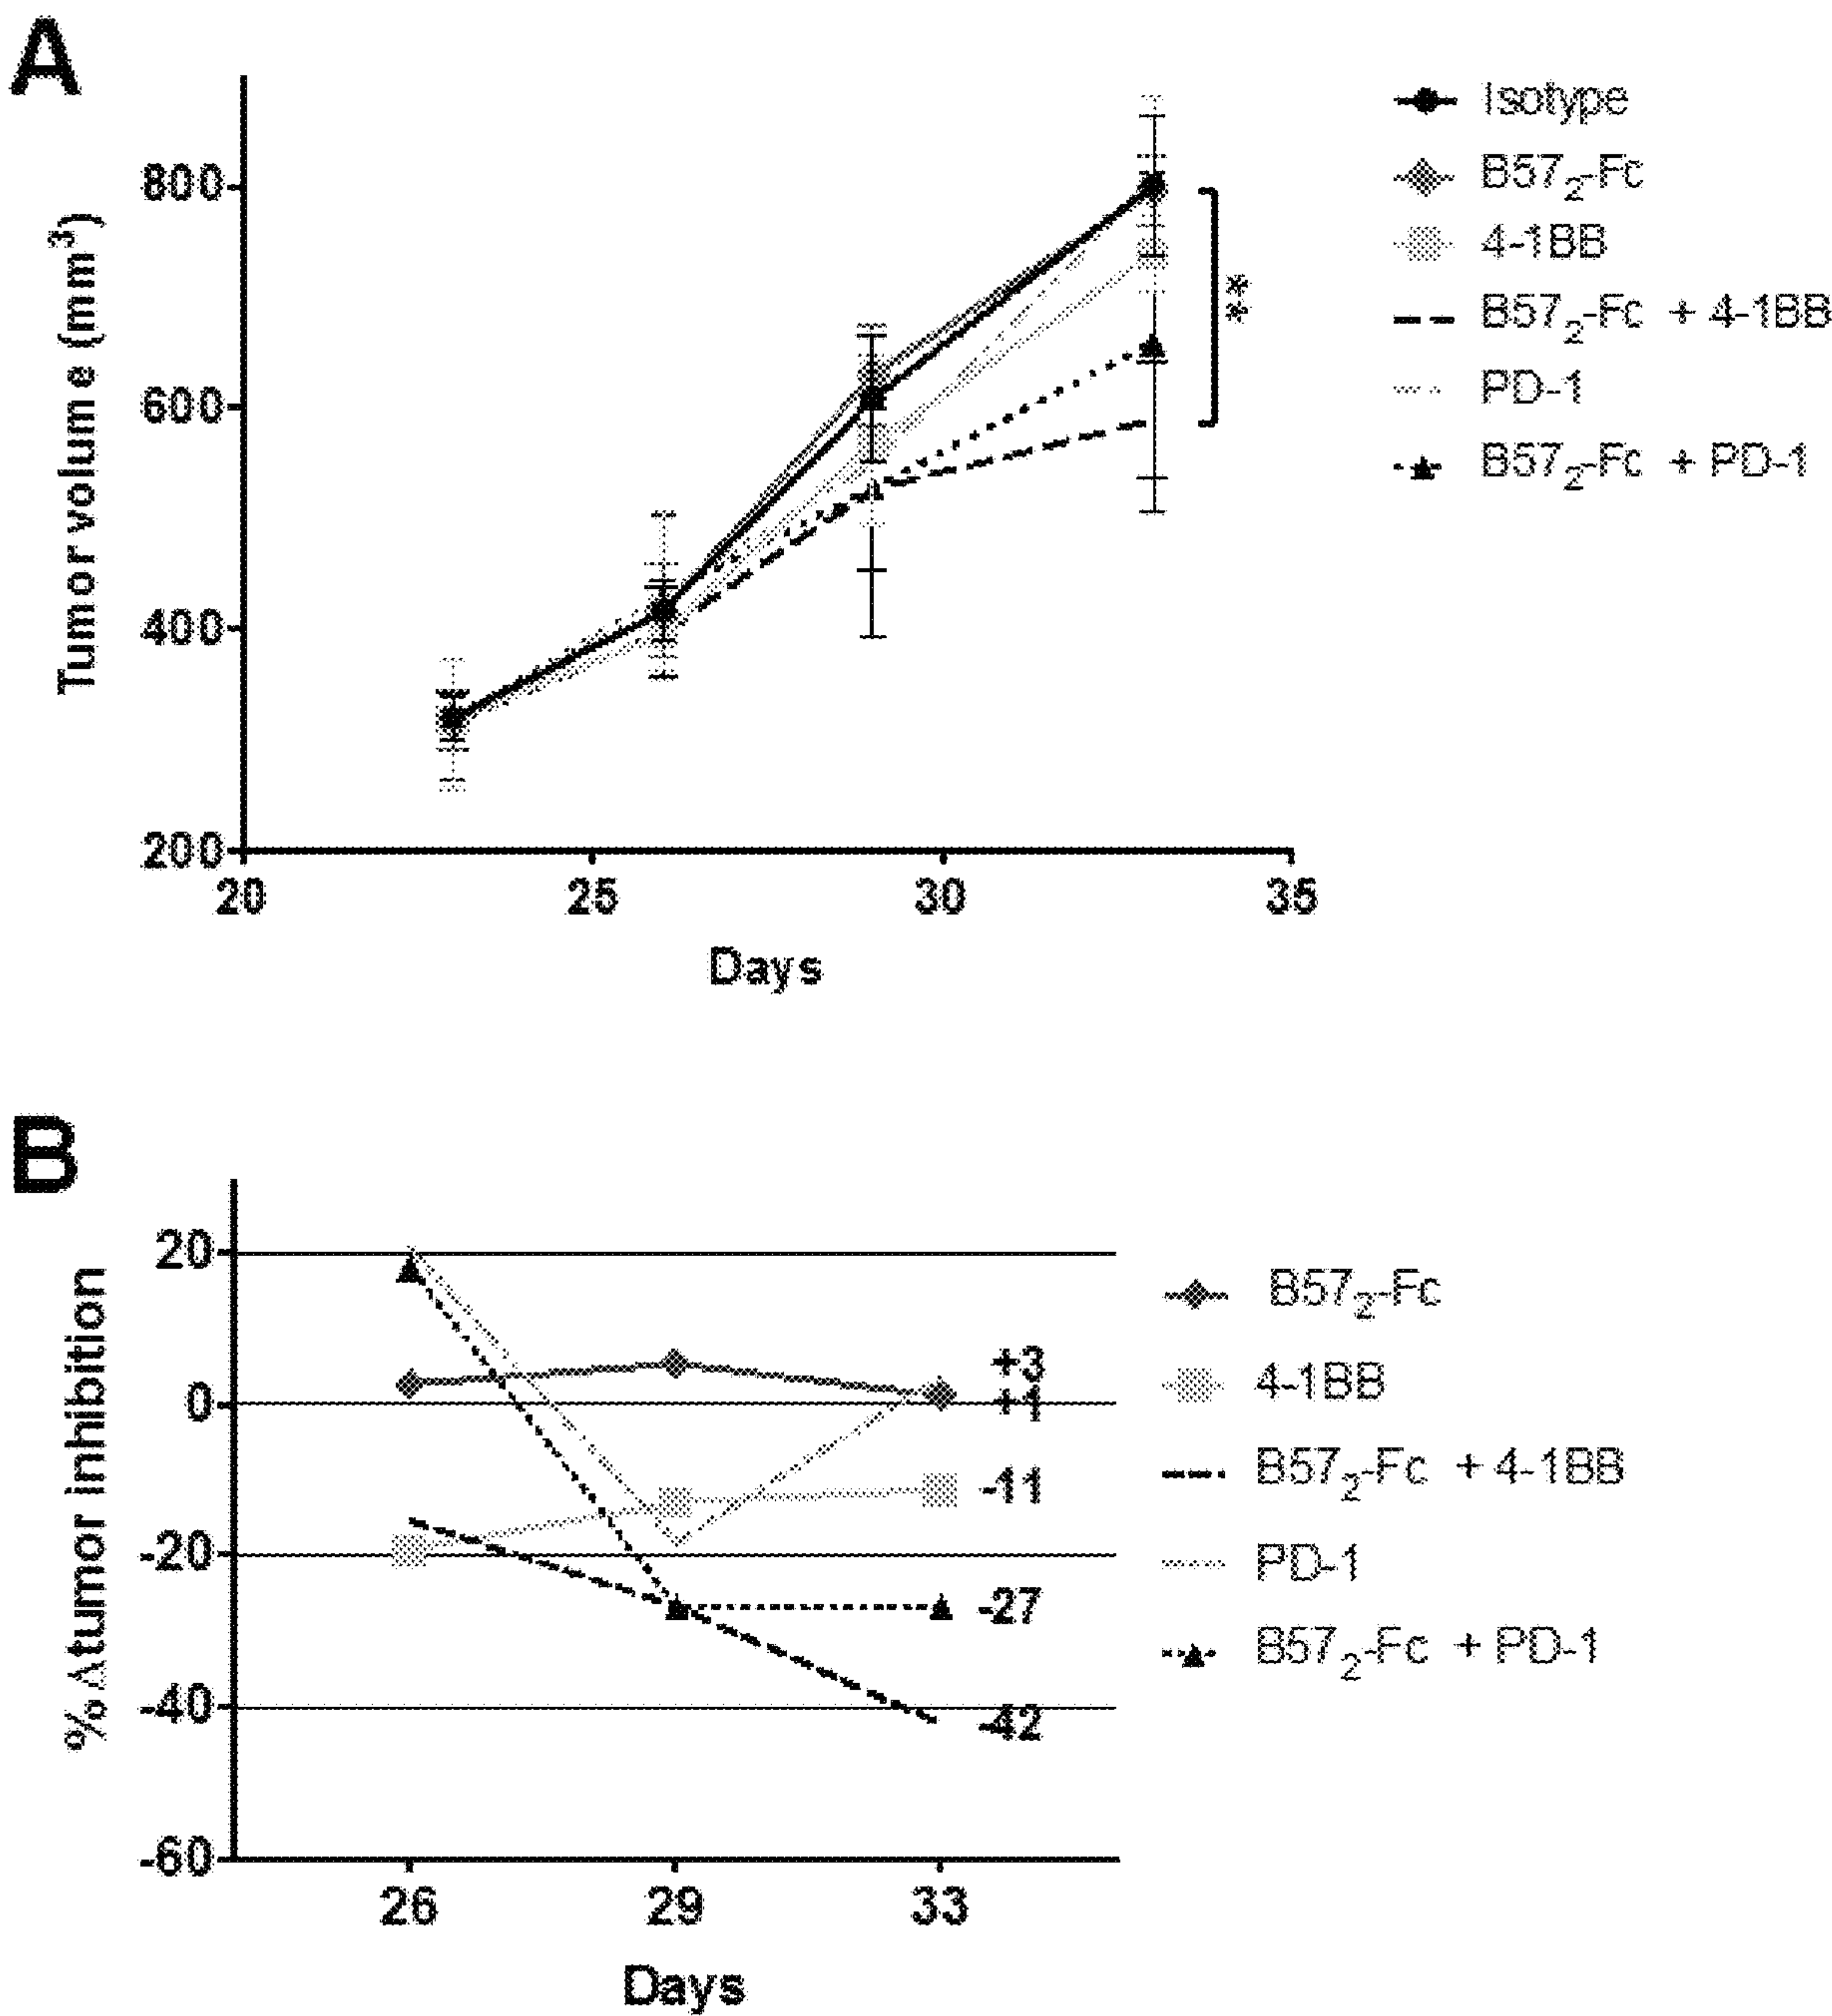 A
Tumor volume (mm³)
800
600
400
200
20
25
30
35
Days
**
Isotype
B57₂-Fc
4-1BB
B57₂-Fc + 4-1BB
PD-1
B57₂-Fc + PD-1
B
% Δtumor inhibition
20
0
-20
-40
-60
26
29
33
Days
+3
+1
-11
-27
-42
B57₂-Fc
4-1BB
B57₂-Fc + 4-1BB
PD-1
B57₂-Fc + PD-1